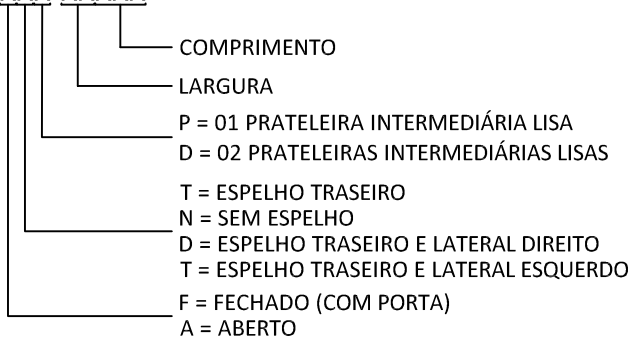 COMPRIMENTO
LARGURA
P = 01 PRATELEIRA INTERMEDIÁRIA LISA
D = 02 PRATELEIRAS INTERMEDIÁRIAS LISAS
T = ESPELHO TRASEIRO
N = SEM ESPELHO
D = ESPELHO TRASEIRO E LATERAL DIREITO
T = ESPELHO TRASEIRO E LATERAL ESQUERDO
F = FECHADO (COM PORTA)
A = ABERTO